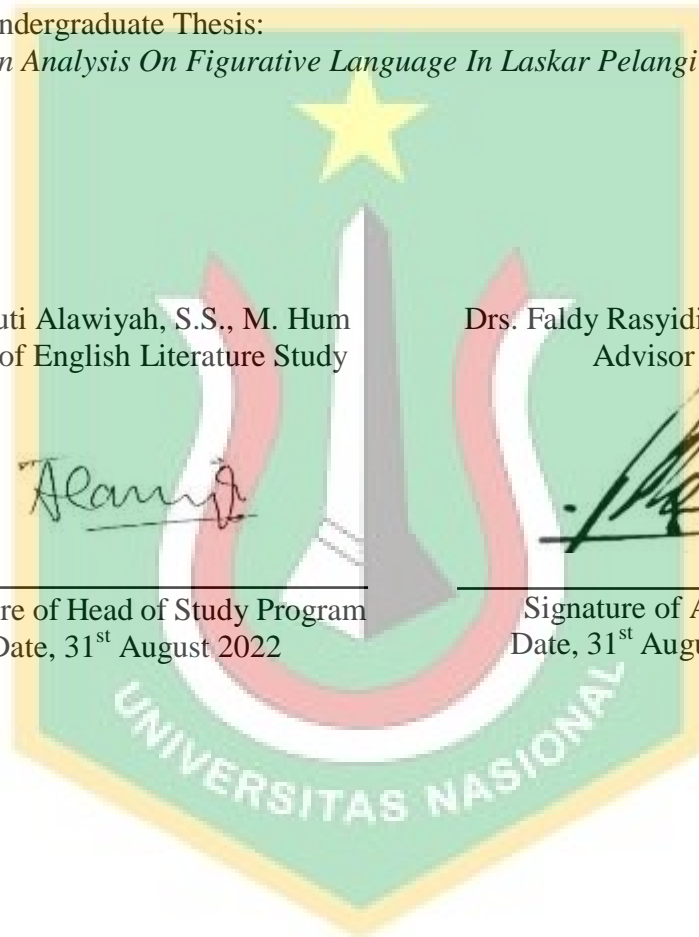 ndergraduate Thesis:
n Analysis On Figurative Language In Laskar Pelangi
uti Alawiyah, S.S., M. Hum
Drs. Faldy Rasyidi
of English Literature Study
Advisor
re of Head of Study Program
Signature of A
Date, 31st August 2022
Date, 31st Augu
UNIVERSITAS NASIONAL